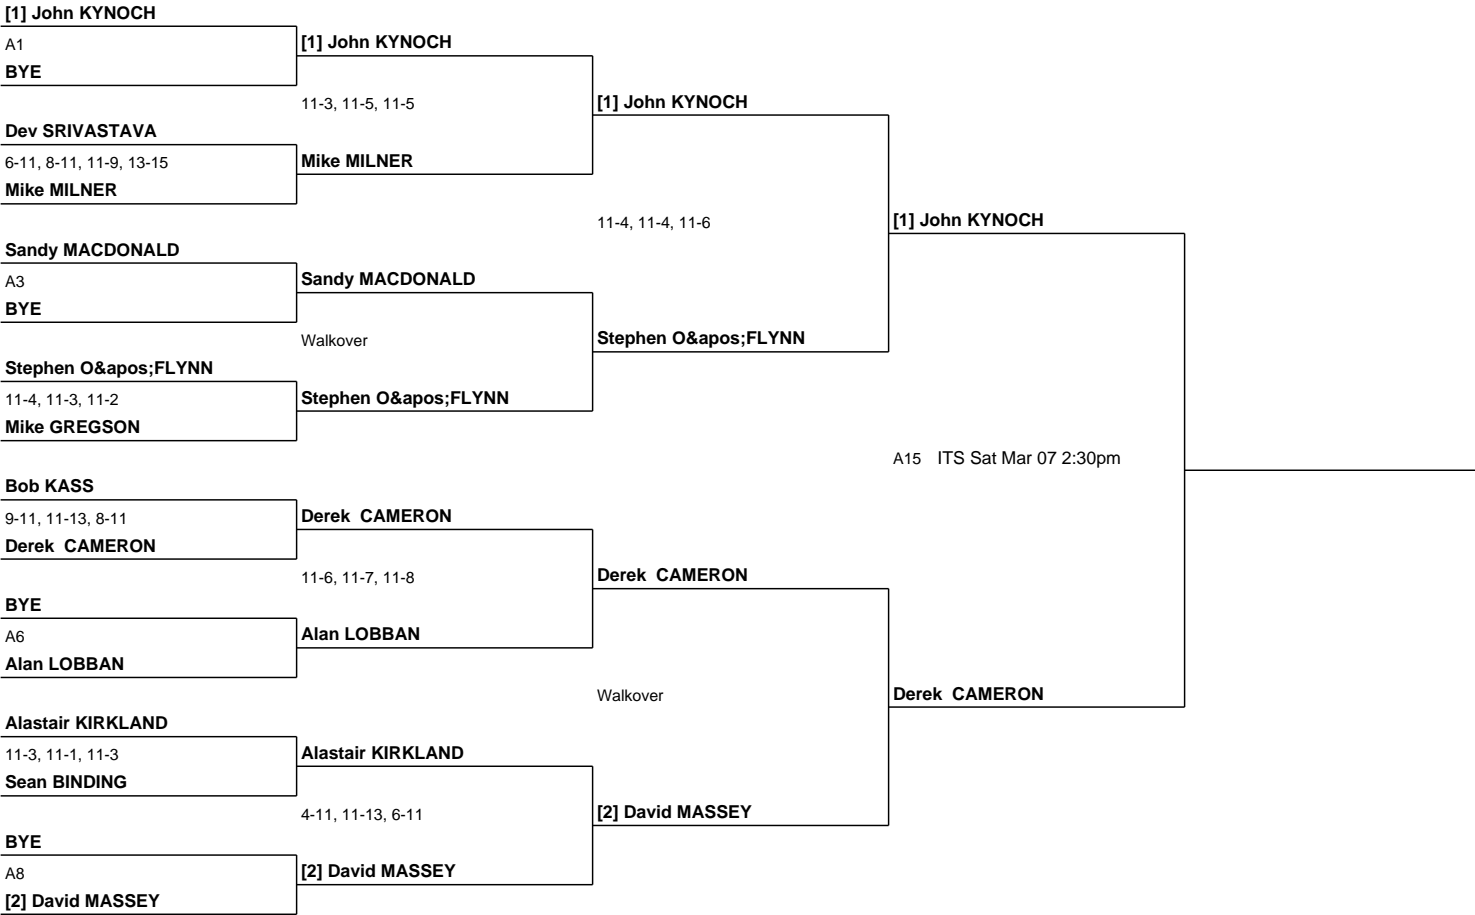 [1] John KYNOCH
A1
BYE
Dev SRIVASTAVA
6-11, 8-11, 11-9, 13-15
Mike MILNER
Sandy MACDONALD
A3
BYE
Stephen O&apos;FLYNN
11-4, 11-3, 11-2
Mike GREGSON
Bob KASS
9-11, 11-13, 8-11
Derek  CAMERON
BYE
A6
Alan LOBBAN
Alastair KIRKLAND
11-3, 11-1, 11-3
Sean BINDING
BYE
A8
[2] David MASSEY
[1] John KYNOCH
11-3, 11-5, 11-5
Mike MILNER
Sandy MACDONALD
Walkover
Stephen O&apos;FLYNN
Derek  CAMERON
11-6, 11-7, 11-8
Alan LOBBAN
Alastair KIRKLAND
4-11, 11-13, 6-11
[2] David MASSEY
[1] John KYNOCH
11-4, 11-4, 11-6
Stephen O&apos;FLYNN
Derek  CAMERON
Walkover
[2] David MASSEY
[1] John KYNOCH
A15 ITS Sat Mar 07 2:30pm
Derek  CAMERON